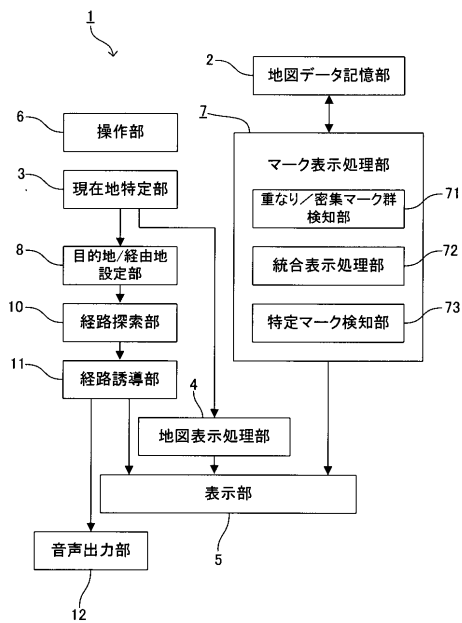 1
2
地図データ記憶部
6
操作部
7
マーク表示処理部
3
現在地特定部
重なり/密集マーク群
検知部
71
8
目的地/経由地
設定部
統合表示処理部
72
10
経路探索部
特定マーク検知部
73
11
経路誘導部
4
地図表示処理部
表示部
5
音声出力部
12